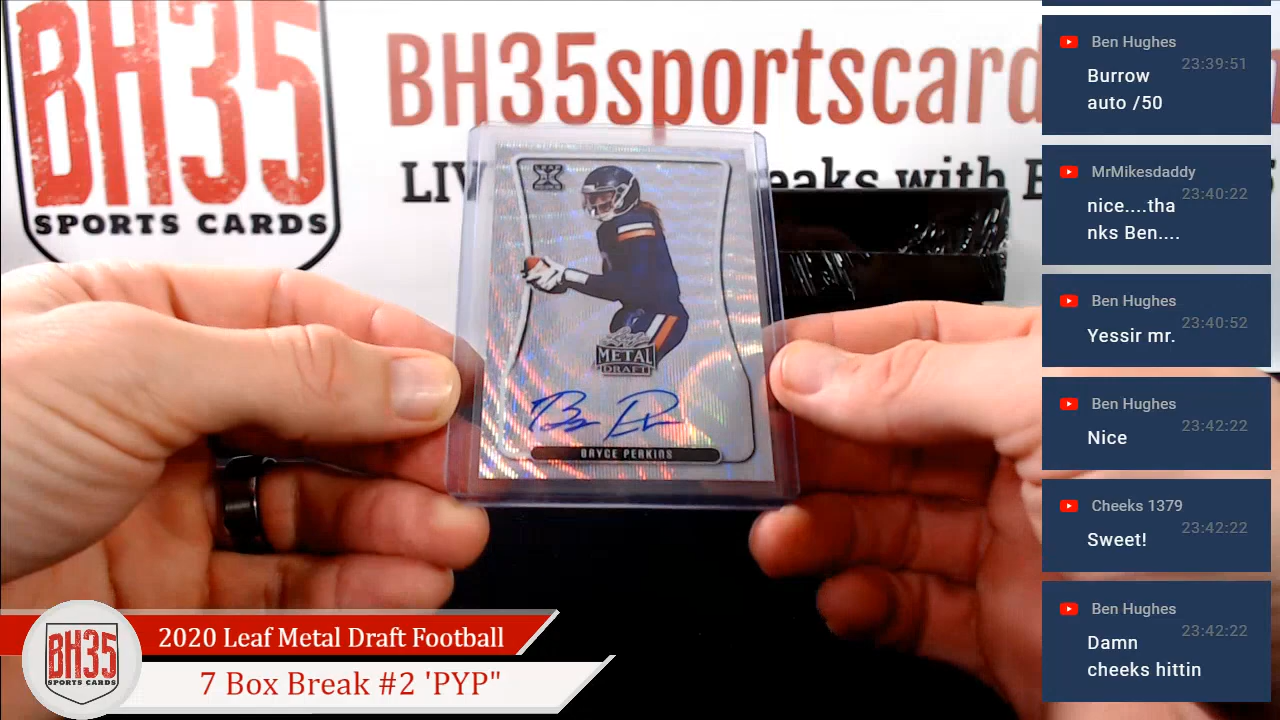 BH35
SPORTS CARDS
BH35sportscard
LIV eaks with B 5
METAL
DRAFT
BRYCE PERKINS
BH35
SPORTS CARDS
2020 Leaf Metal Draft Football
7 Box Break #2 'PYP"
Ben Hughes
23:39:51
Burrow
auto /50
MrMikesdaddy
23:40:22
nice....tha
nks Ben....
Ben Hughes
23:40:52
Yessir mr.
Ben Hughes
23:42:22
Nice
Cheeks 1379
23:42:22
Sweet!
Ben Hughes
23:42:22
Damn
cheeks hittin